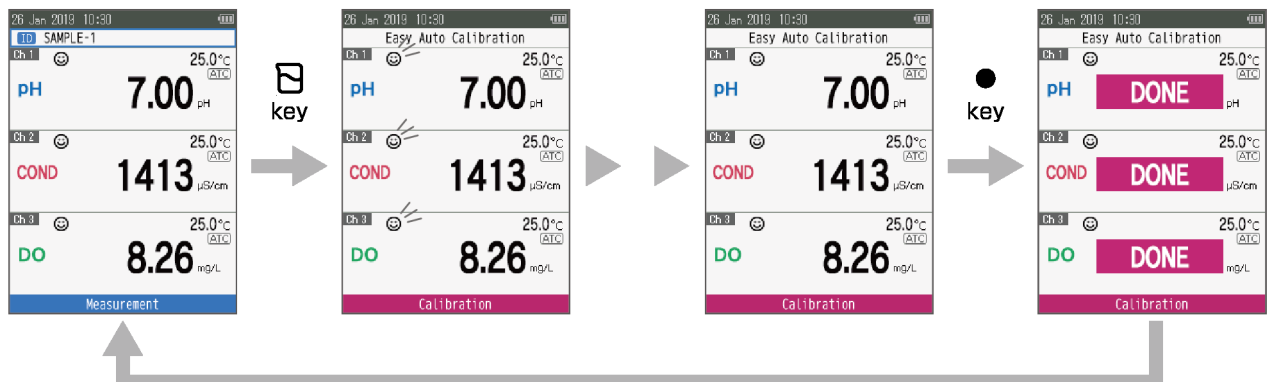 26 Jan 2019 10:30
ID SAMPLE-1
Ch 1 25.0°C
ATC
pH 7.00 pH
Ch 2 25.0°C
ATC
COND 1413 µS/cm
Ch 3 25.0°C
ATC
DO 8.26 mg/L
Measurement
key
26 Jan 2019 10:30
Easy Auto Calibration
Ch 1 25.0°C
ATC
pH 7.00 pH
Ch 2 25.0°C
ATC
COND 1413 µS/cm
Ch 3 25.0°C
ATC
DO 8.26 mg/L
Calibration
26 Jan 2019 10:30
Easy Auto Calibration
Ch 1 25.0°C
ATC
pH 7.00 pH
Ch 2 25.0°C
ATC
COND 1413 µS/cm
Ch 3 25.0°C
ATC
DO 8.26 mg/L
Calibration
key
26 Jan 2019 10:30
Easy Auto Calibration
Ch 1 25.0°C
ATC
pH DONE pH
Ch 2 25.0°C
ATC
COND DONE µS/cm
Ch 3 25.0°C
ATC
DO DONE mg/L
Calibration